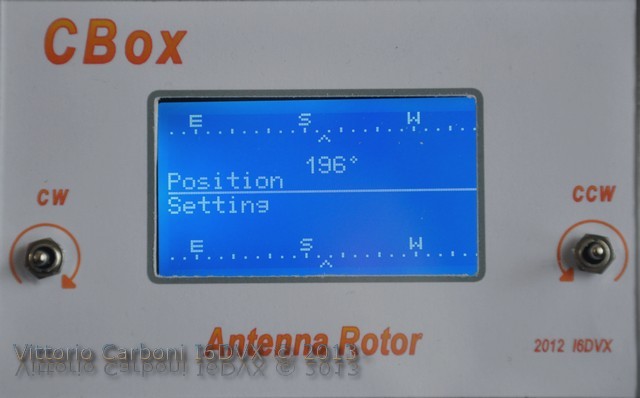 CBox
E S W
196°
Position
Setting
CW
CCW
E S W
Antenna Rotor
2012 I6DVX
Vittorio Carboni I6DVX © 2013